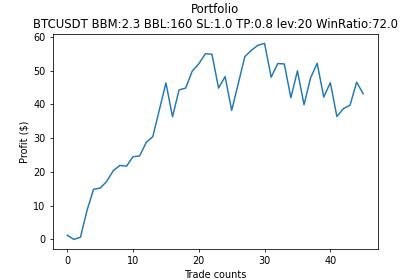 Portfolio
BTCUSDT BBM:2.3 BBL:160 SL:1.0 TP:0.8 lev:20 WinRatio:72.0
60
50
40
30
20
10
0
Profit ($)
0 10 20 30 40
Trade counts